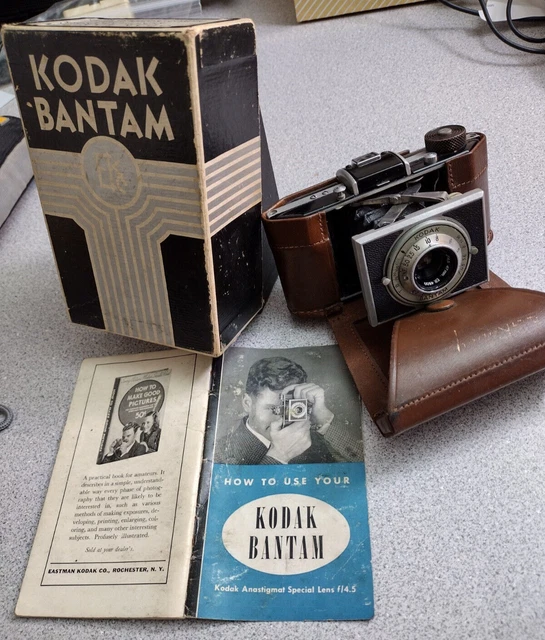 KODAK
BANTAM
KODAK
HOW TO
MAKE GOOD
PICTURES
50¢
A practical book for amateurs. It
describes in a simple, understand-
able way every phase of photog-
raphy that they are likely to be
interested in, such as various
methods of making exposures, de-
veloping, printing, enlarging, col-
oring, and many other interesting
subjects. Profusely illustrated.
Sold at your dealer's.
EASTMAN KODAK CO., ROCHESTER, N. Y.
HOW TO USE YOUR
KODAK
BANTAM
Kodak Anastigmat Special Lens f/4.5